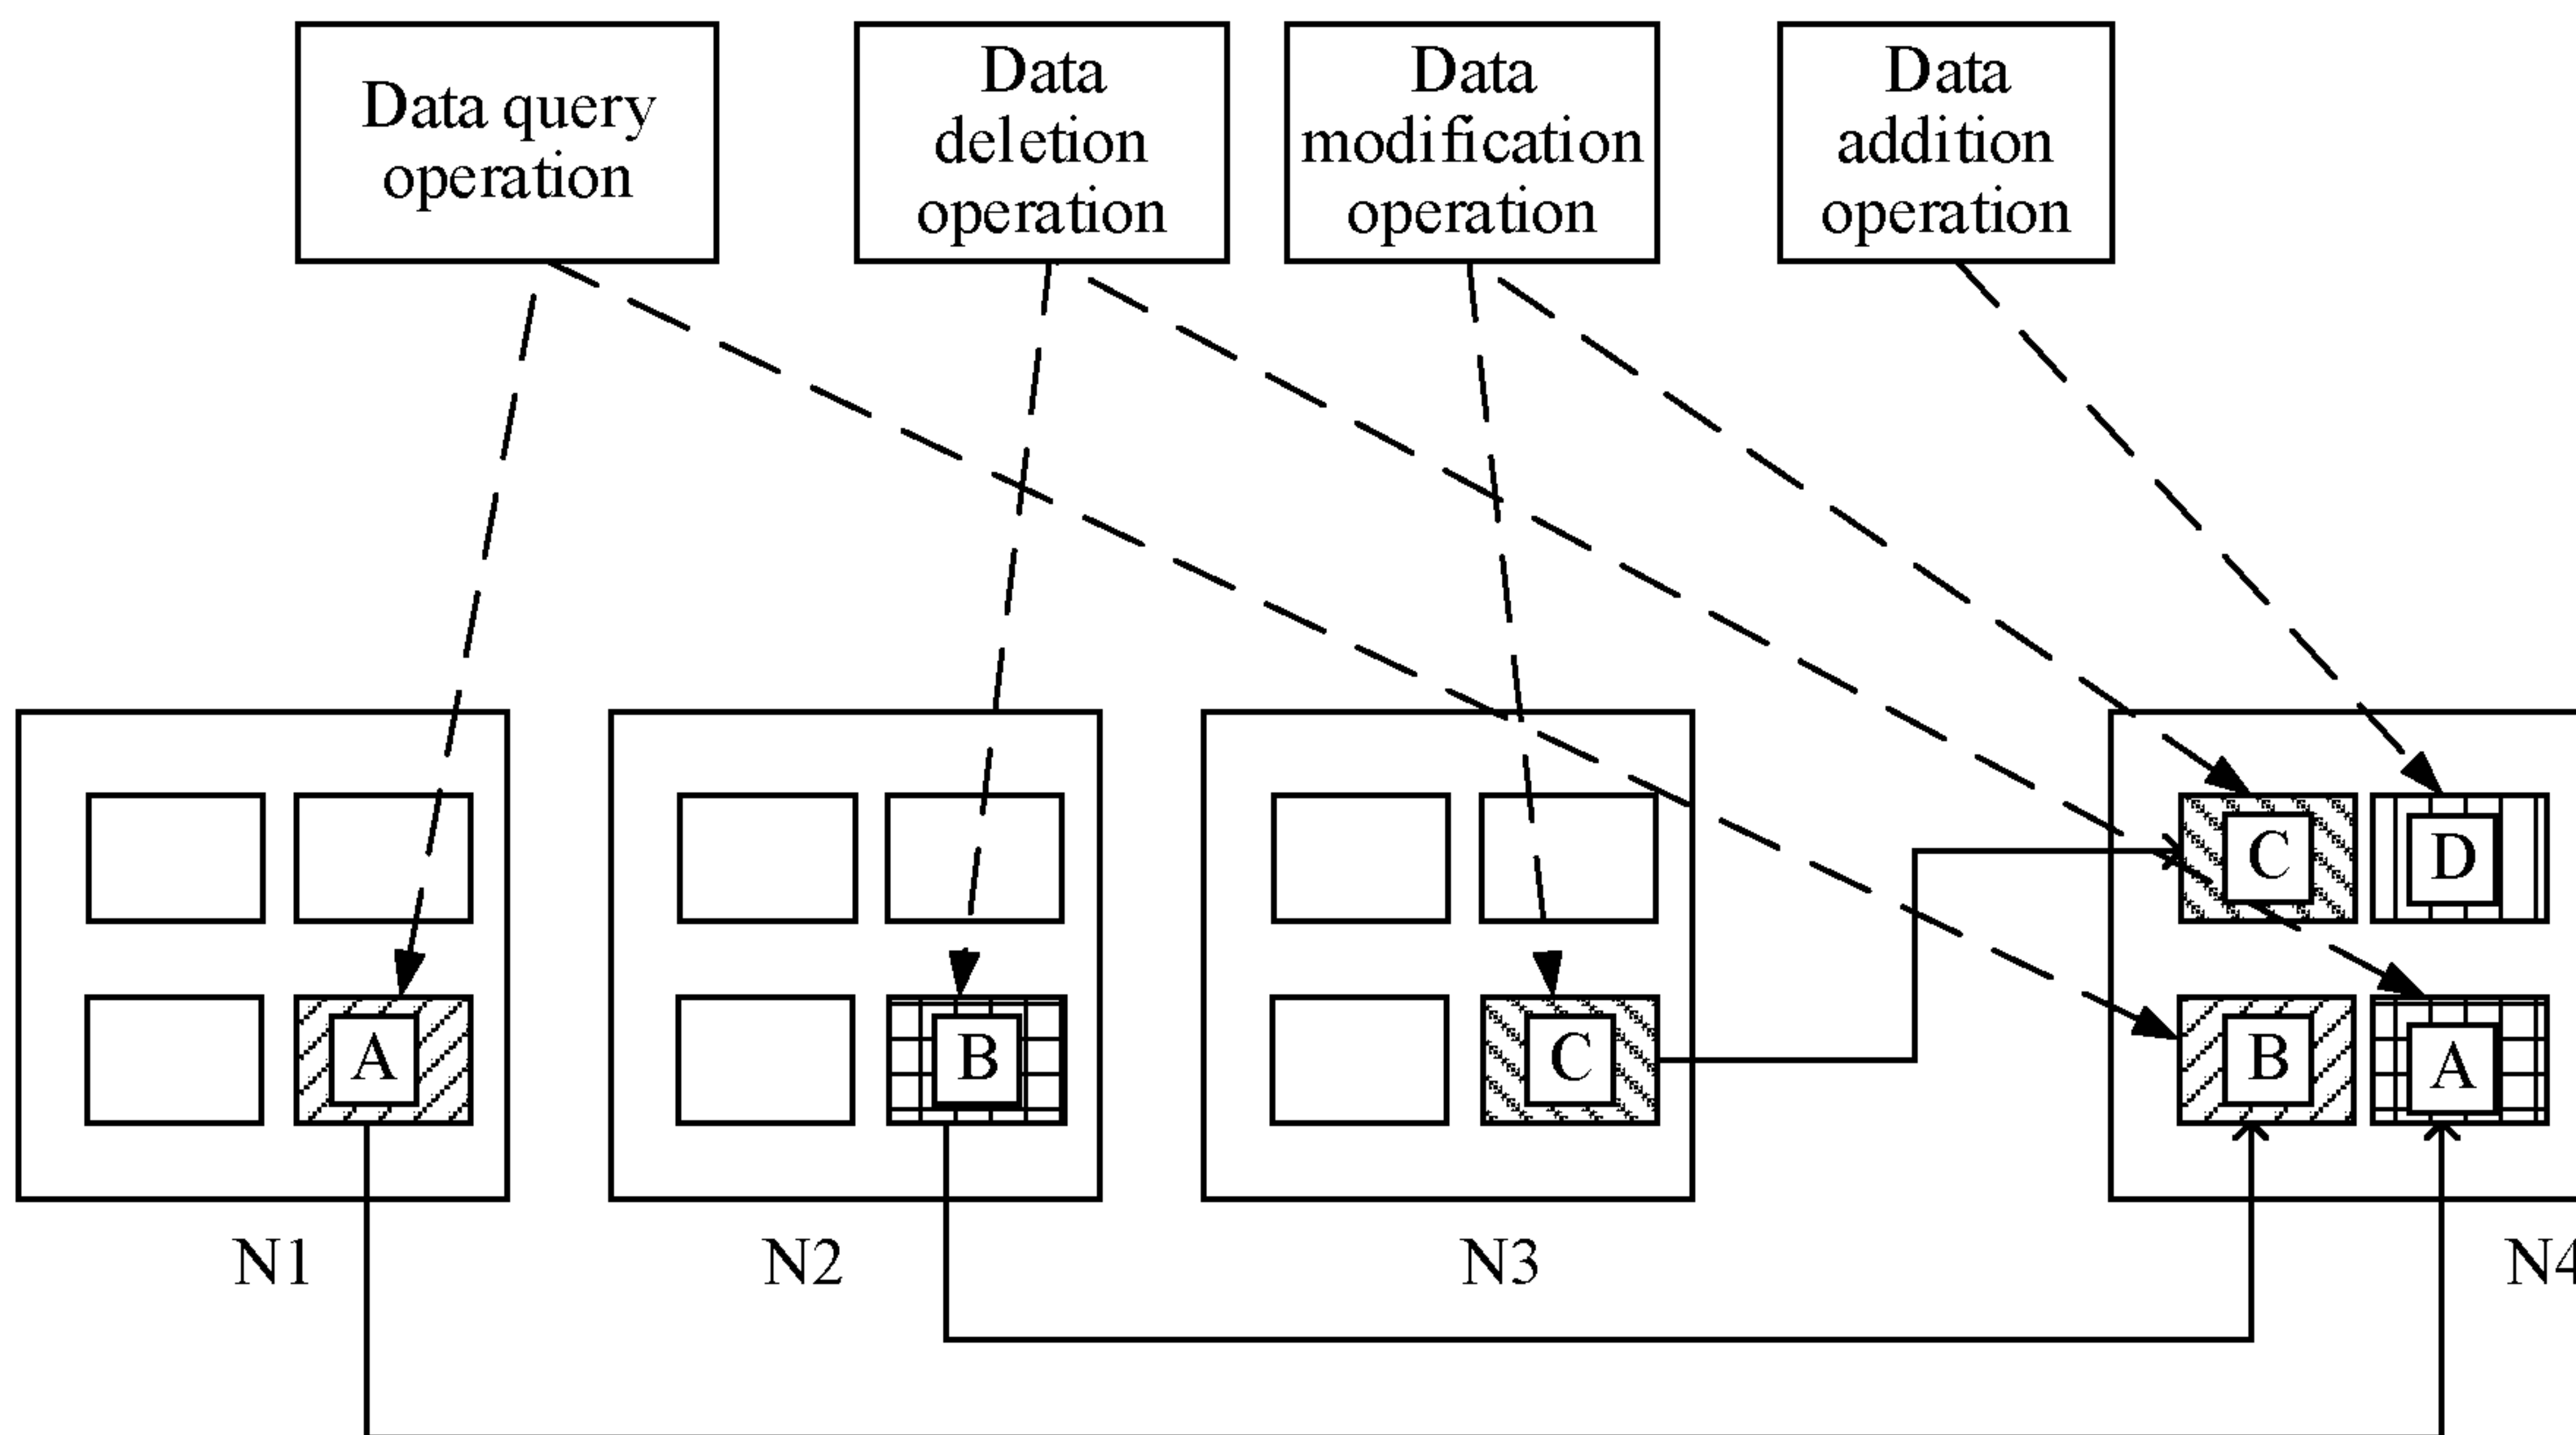 Data query
operation
Data
deletion
operation
Data
modification
operation
Data
addition
operation
C
D
A
B
C
B
A
N1
N2
N3
N4